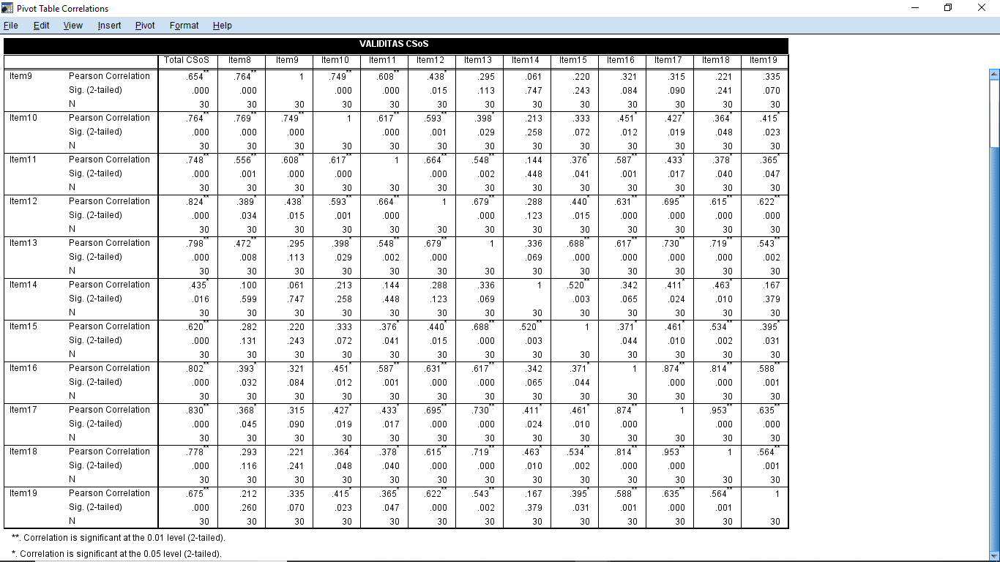 Pivot Table Correlations
File Edit View Insert Pivot Format Help
VALIDITAS CSoS
Total CSoS Item8 Item9 Item10 Item11 Item12 Item13 Item14 Item15 Item16 Item17 Item18 Item19
Item9 Pearson Correlation .654** .764** 1 .749** .608** .438* .295 .061 .220 .321 .315 .221 .335
Sig. (2-tailed) .000 .000 .000 .000 .015 .113 .747 .243 .084 .090 .241 .070
N 30 30 30 30 30 30 30 30 30 30 30 30 30
Item10 Pearson Correlation .764** .769** .749** 1 .617** .593** .398* .213 .333 .451* .427* .364* .415*
Sig. (2-tailed) .000 .000 .000 .000 .001 .029 .258 .072 .012 .019 .048 .023
N 30 30 30 30 30 30 30 30 30 30 30 30 30
Item11 Pearson Correlation .748** .556** .608** .617** 1 .664** .548** .144 .376* .587** .433* .378* .365*
Sig. (2-tailed) .000 .001 .000 .000 .000 .002 .448 .041 .001 .017 .040 .047
N 30 30 30 30 30 30 30 30 30 30 30 30 30
Item12 Pearson Correlation .824** .389* .438* .593** .664** 1 .679** .288 .440* .631** .695** .615** .622**
Sig. (2-tailed) .000 .034 .015 .001 .000 .000 .123 .015 .000 .000 .000 .000
N 30 30 30 30 30 30 30 30 30 30 30 30 30
Item13 Pearson Correlation .798** .472** .295 .398* .548** .679** 1 .336 .688** .617** .730** .719** .543**
Sig. (2-tailed) .000 .008 .113 .029 .002 .000 .069 .000 .000 .000 .000 .002
N 30 30 30 30 30 30 30 30 30 30 30 30 30
Item14 Pearson Correlation .435* .100 .061 .213 .144 .288 .336 1 .520** .342 .411* .463* .167
Sig. (2-tailed) .016 .599 .747 .258 .448 .123 .069 .003 .065 .024 .010 .379
N 30 30 30 30 30 30 30 30 30 30 30 30 30
Item15 Pearson Correlation .620** .282 .220 .333 .376* .440* .688** .520** 1 .371* .461* .534** .395*
Sig. (2-tailed) .000 .131 .243 .072 .041 .015 .000 .003 .044 .010 .002 .031
N 30 30 30 30 30 30 30 30 30 30 30 30 30
Item16 Pearson Correlation .802** .393* .321 .451* .587** .631** .617** .342 .371* 1 .874** .814** .588**
Sig. (2-tailed) .000 .032 .084 .012 .001 .000 .000 .065 .044 .000 .000 .001
N 30 30 30 30 30 30 30 30 30 30 30 30 30
Item17 Pearson Correlation .830** .368* .315 .427* .433* .695** .730** .411* .461* .874** 1 .953** .635**
Sig. (2-tailed) .000 .045 .090 .019 .017 .000 .000 .024 .010 .000 .000 .000
N 30 30 30 30 30 30 30 30 30 30 30 30 30
Item18 Pearson Correlation .778** .293 .221 .364* .378* .615** .719** .463* .534** .814** .953** 1 .564**
Sig. (2-tailed) .000 .116 .241 .048 .040 .000 .000 .010 .002 .000 .000 .001
N 30 30 30 30 30 30 30 30 30 30 30 30 30
Item19 Pearson Correlation .675** .212 .335 .415* .365* .622** .543** .167 .395* .588** .635** .564** 1
Sig. (2-tailed) .000 .260 .070 .023 .047 .000 .002 .379 .031 .001 .000 .001
N 30 30 30 30 30 30 30 30 30 30 30 30 30
**. Correlation is significant at the 0.01 level (2-tailed).
*. Correlation is significant at the 0.05 level (2-tailed).